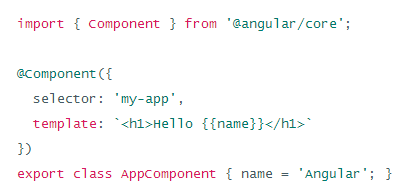 import { Component } from '@angular/core';
@Component({
selector: 'my-app',
template: `<h1>Hello {{name}}</h1>`
})
export class AppComponent { name = 'Angular'; }